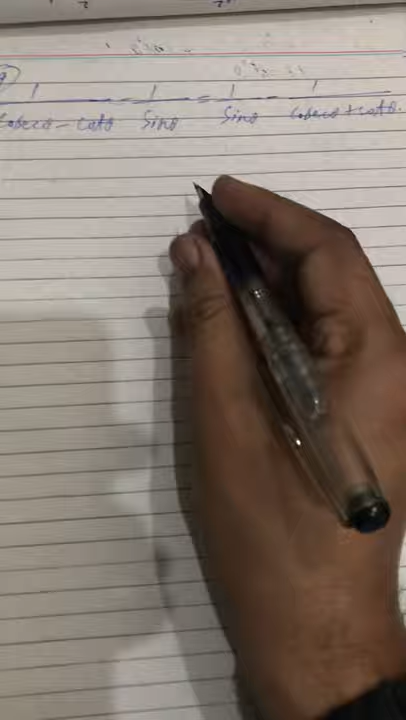 1/(Cosecθ - cotθ) - 1/Sinθ = 1/Sinθ - 1/(Cosecθ + cotθ).